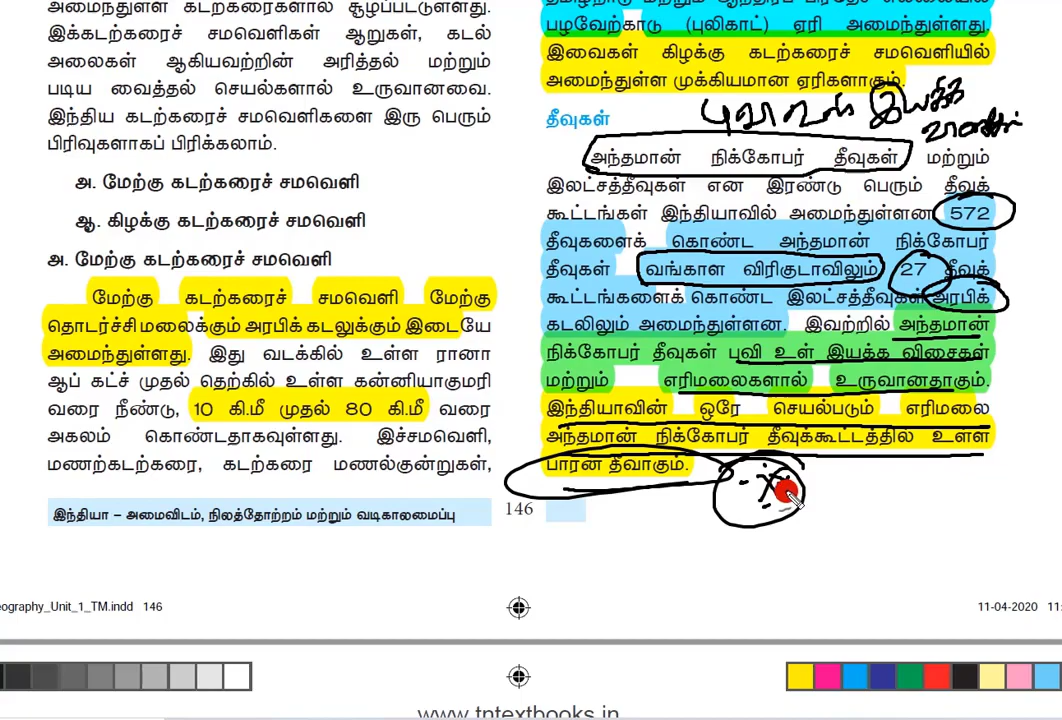 அமைந்துள்ள கடற்கரைகளால் சூழப்பட்டுள்ளது.
இக்கடற்கரைச் சமவெளிகள் ஆறுகள், கடல்
அலைகள் ஆகியவற்றின் அரித்தல் மற்றும்
படிய வைத்தல் செயல்களால் உருவானவை.
இந்திய கடற்கரைச் சமவெளிகளை இரு பெரும்
பிரிவுகளாகப் பிரிக்கலாம்.
அ. மேற்கு கடற்கரைச் சமவெளி
ஆ. கிழக்கு கடற்கரைச் சமவெளி
அ. மேற்கு கடற்கரைச் சமவெளி
மேற்கு கடற்கரைச் சமவெளி மேற்கு
தொடர்ச்சி மலைக்கும் அரபிக் கடலுக்கும் இடையே
அமைந்துள்ளது. இது வடக்கில் உள்ள ரானா
ஆப் கட்ச் முதல் தெற்கில் உள்ள கன்னியாகுமரி
வரை நீண்டு, 10 கி.மீ முதல் 80 கி.மீ வரை
அகலம் கொண்டதாகவுள்ளது. இச்சமவெளி,
மணற்கடற்கரை, கடற்கரை மணல்குன்றுகள்,
இந்தியா – அமைவிடம், நிலத்தோற்றம் மற்றும் வடிகாலமைப்பு
தமிழ்நாடு மற்றும் ஆந்திரப் பிரதேச எல்லையில்
பழவேற்காடு (புலிகாட்) ஏரி அமைந்துள்ளது.
இவைகள் கிழக்கு கடற்கரைச் சமவெளியில்
அமைந்துள்ள முக்கியமான ஏரிகளாகும்.
தீவுகள்
அந்தமான் நிக்கோபர் தீவுகள் மற்றும்
இலட்சத்தீவுகள் என இரண்டு பெரும் தீவுக்
கூட்டங்கள் இந்தியாவில் அமைந்துள்ளன 572
தீவுகளைக் கொண்ட அந்தமான் நிக்கோபர்
தீவுகள் வங்காள விரிகுடாவிலும் 27 தீவுக்
கூட்டங்களைக் கொண்ட இலட்சத்தீவுகள் அரபிக்
கடலிலும் அமைந்துள்ளன. இவற்றில் அந்தமான்
நிக்கோபர் தீவுகள் புவி உள் இயக்க விசைகள்
மற்றும் எரிமலைகளால் உருவானதாகும்.
இந்தியாவின் ஒரே செயல்படும் எரிமலை
அந்தமான் நிக்கோபர் தீவுக்கூட்டத்தில் உள்ள
பாரன் தீவாகும்.
146
eography_Unit_1_TM.indd 146
11-04-2020 11:
www.tntextbooks.in